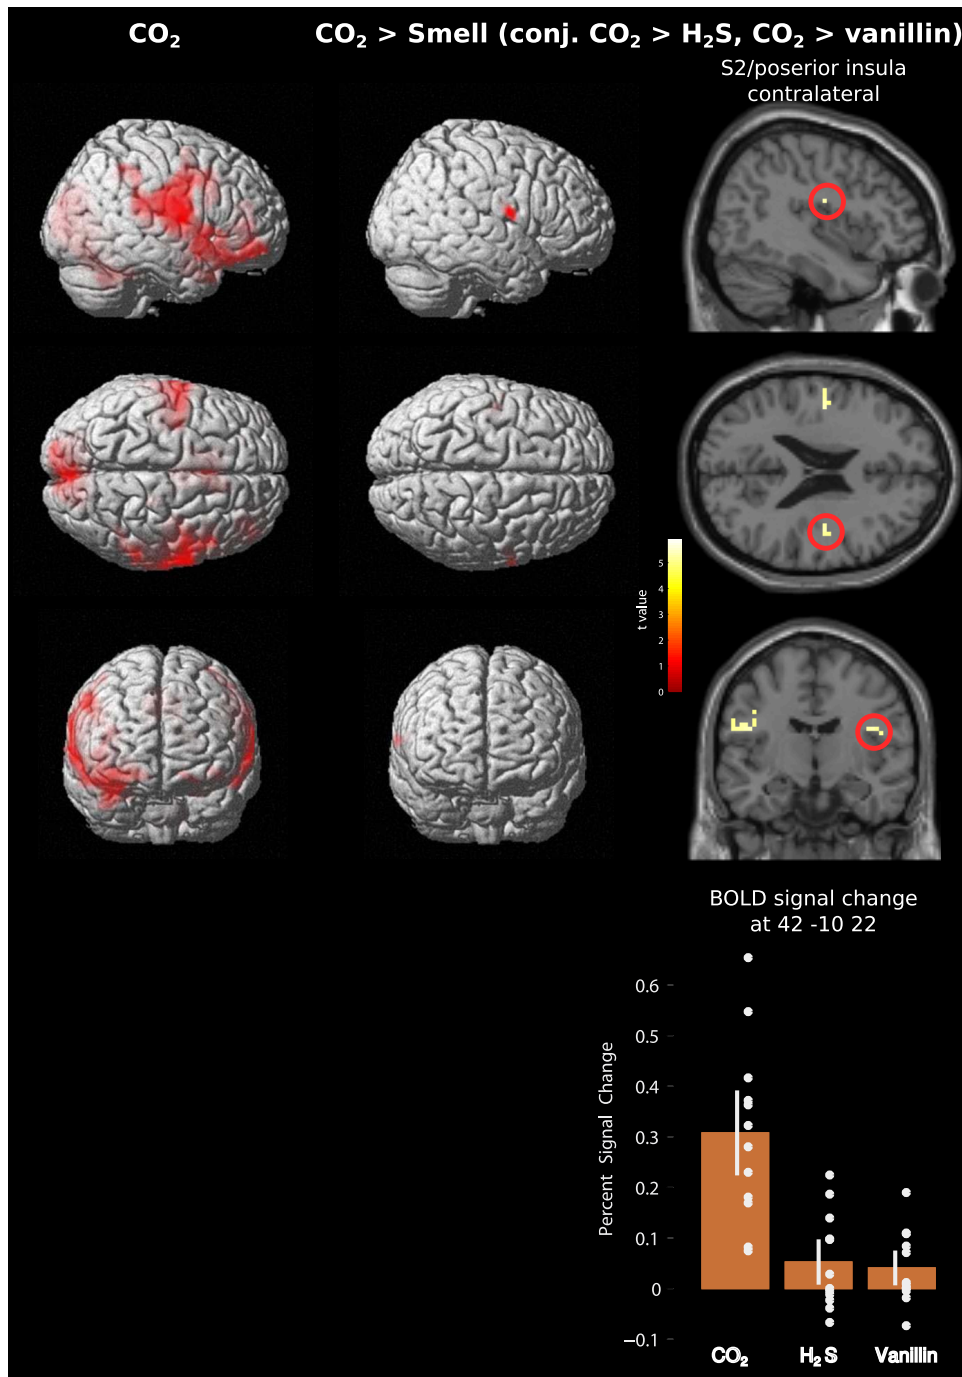 CO₂
CO₂ > Smell (conj. CO₂ > H₂S, CO₂ > vanillin)
S2/poserior insula
contralateral
t value
5
4
3
2
1
0
BOLD signal change
at 42 -10 22
Percent Signal Change
0.6
0.5
0.4
0.3
0.2
0.1
0
−0.1
CO₂ H₂S Vanillin